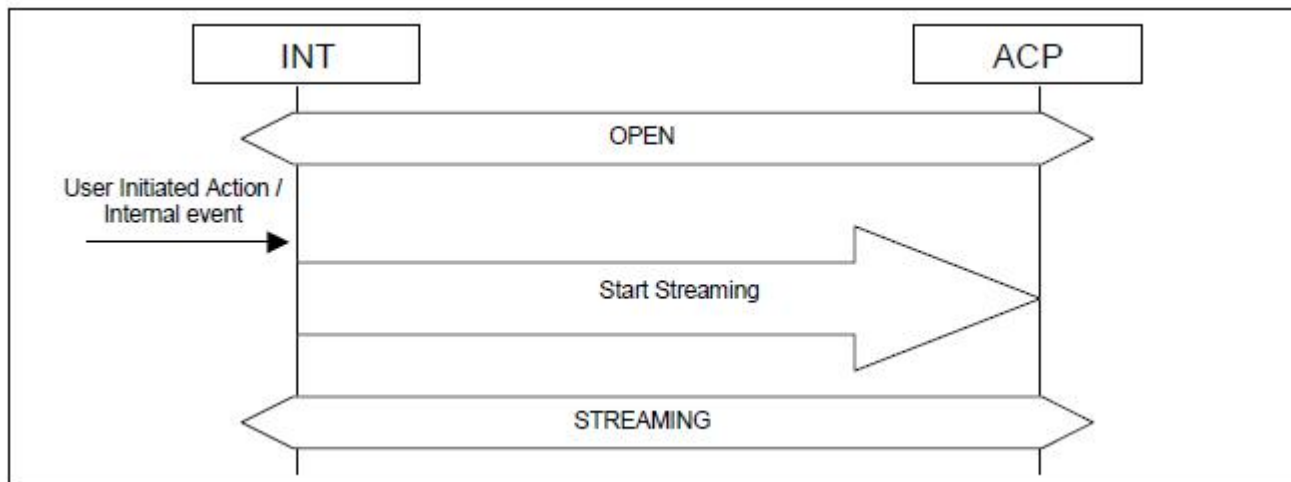 INT
ACP
OPEN
User Initiated Action /
Internal event
Start Streaming
STREAMING